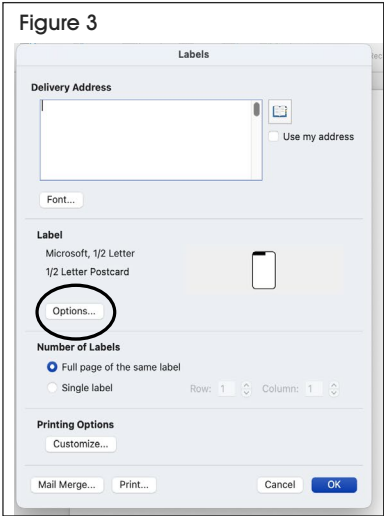 Figure 3
Labels
Delivery Address
Use my address
Font...
Label
Microsoft, 1/2 Letter
1/2 Letter Postcard
Options...
Number of Labels
Full page of the same label
Single label Row: 1 Column: 1
Printing Options
Customize...
Mail Merge... Print... Cancel OK